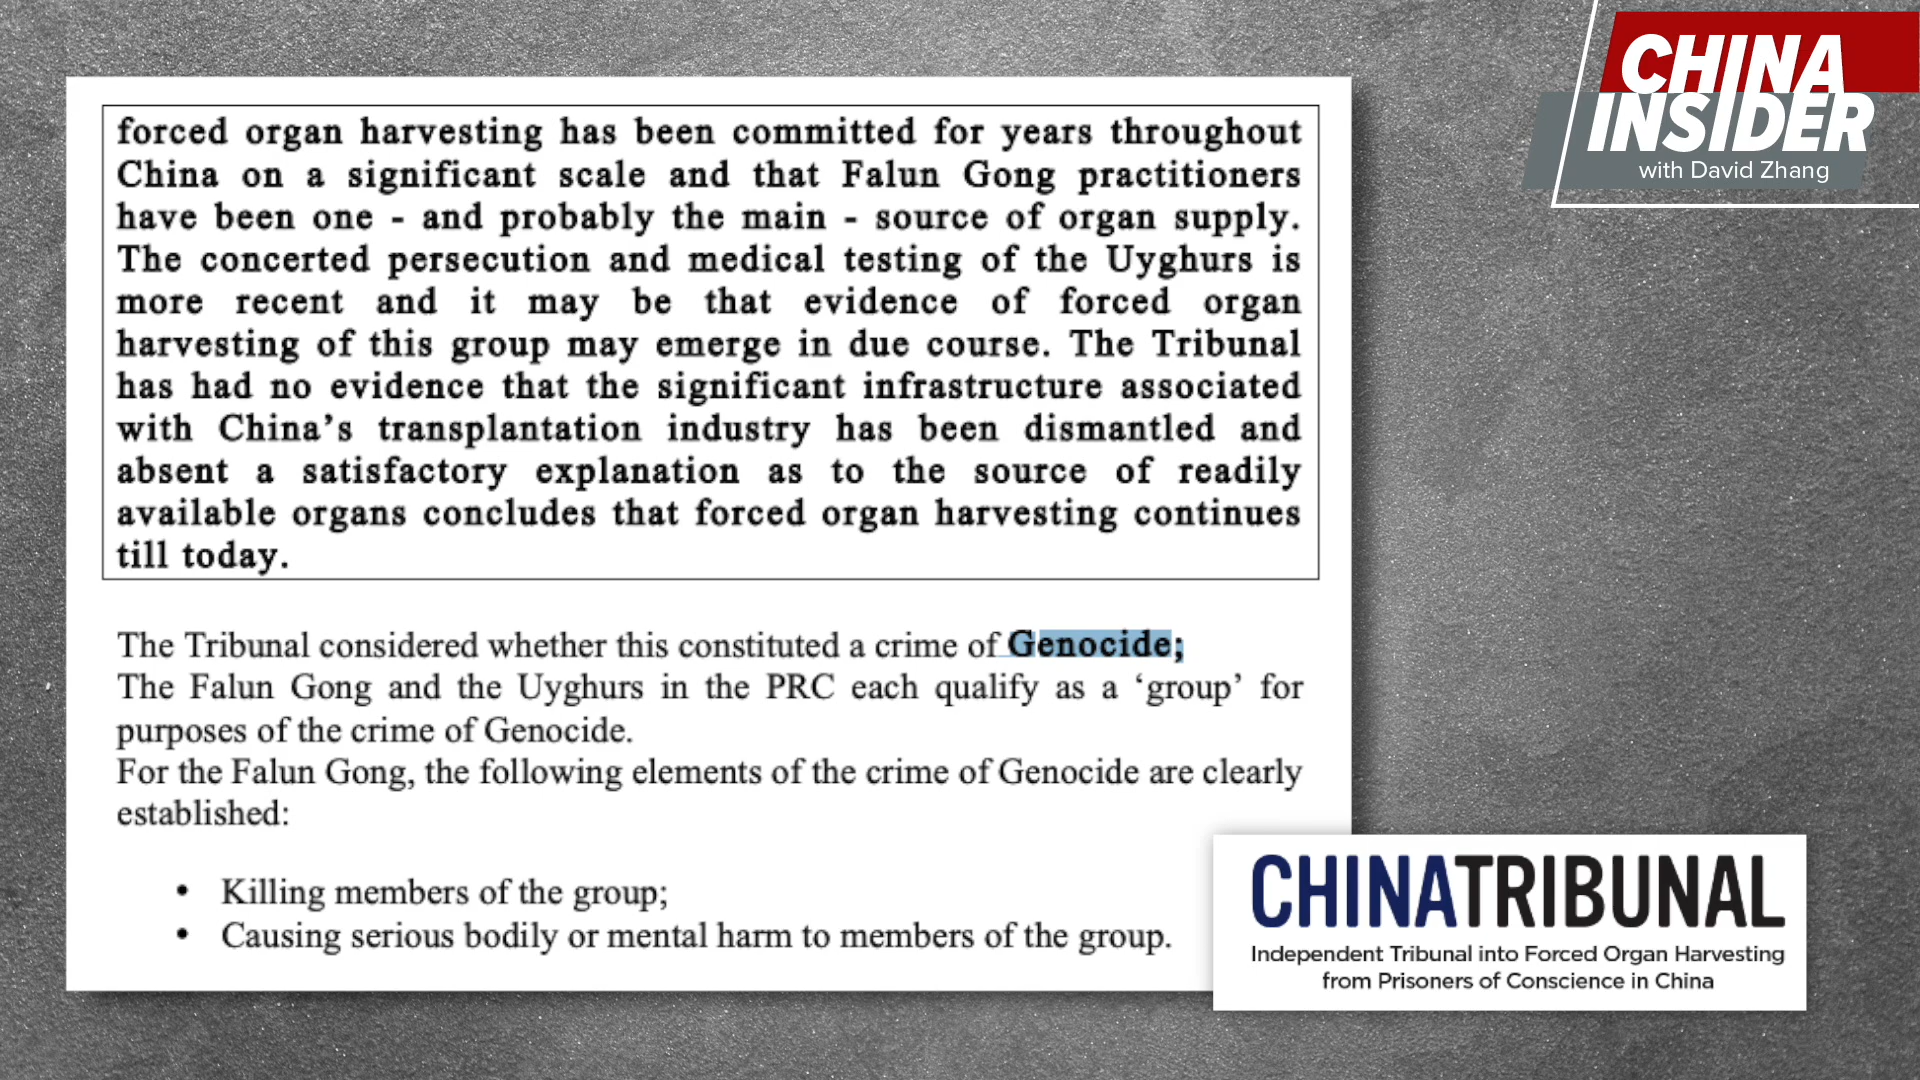 CHINA
INSIDER
with David Zhang
forced organ harvesting has been committed for years throughout
China on a significant scale and that Falun Gong practitioners
have been one - and probably the main - source of organ supply.
The concerted persecution and medical testing of the Uyghurs is
more recent and it may be that evidence of forced organ
harvesting of this group may emerge in due course. The Tribunal
has had no evidence that the significant infrastructure associated
with China’s transplantation industry has been dismantled and
absent a satisfactory explanation as to the source of readily
available organs concludes that forced organ harvesting continues
till today.
The Tribunal considered whether this constituted a crime of Genocide;
The Falun Gong and the Uyghurs in the PRC each qualify as a ‘group’ for
purposes of the crime of Genocide.
For the Falun Gong, the following elements of the crime of Genocide are clearly
established:
• Killing members of the group;
• Causing serious bodily or mental harm to members of the group.
CHINATRIBUNAL
Independent Tribunal into Forced Organ Harvesting
from Prisoners of Conscience in China